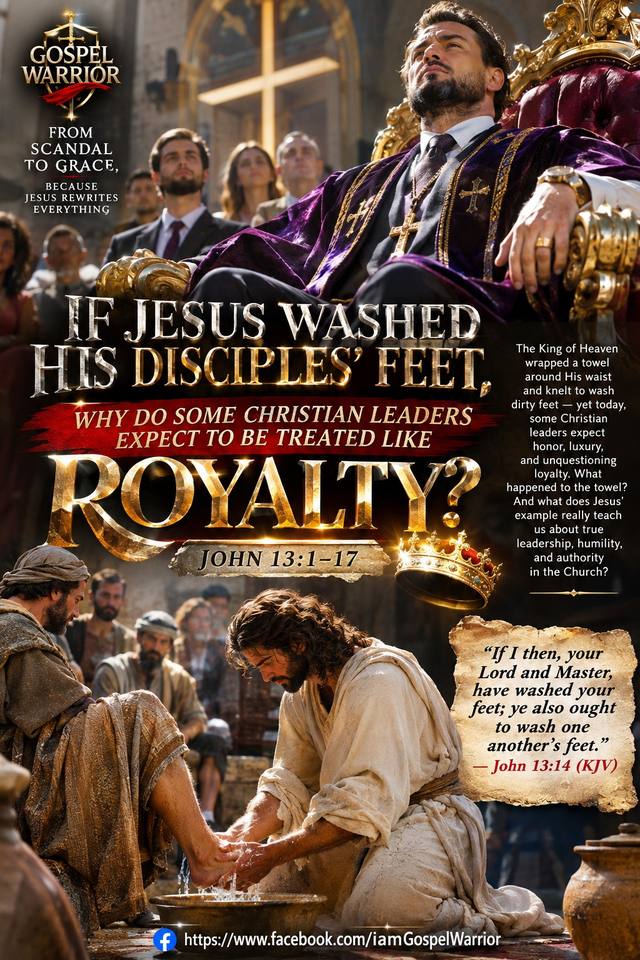 GOSPEL
WARRIOR
FROM
SCANDAL
TO GRACE,
BECAUSE
JESUS REWRITES
EVERYTHING
IF JESUS WASHED
HIS DISCIPLES' FEET,
WHY DO SOME CHRISTIAN LEADERS
EXPECT TO BE TREATED LIKE
ROYALTY?
JOHN 13:1–17
The King of Heaven
wrapped a towel
around His waist
and knelt to wash
dirty feet — yet today,
some Christian
leaders expect
honor, luxury,
and unquestioning
loyalty. What
happened to the towel?
And what does Jesus'
example really teach
us about true
leadership, humility,
and authority
in the Church?
"If I then, your
Lord and Master,
have washed your
feet; ye also ought
to wash one
another's feet."
— John 13:14 (KJV)
https://www.facebook.com/iamGospelWarrior